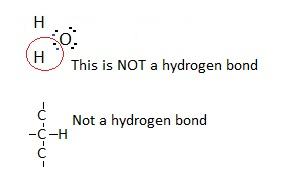 H
O
H
This is NOT a hydrogen bond
C
Not a hydrogen bond
C-H
C